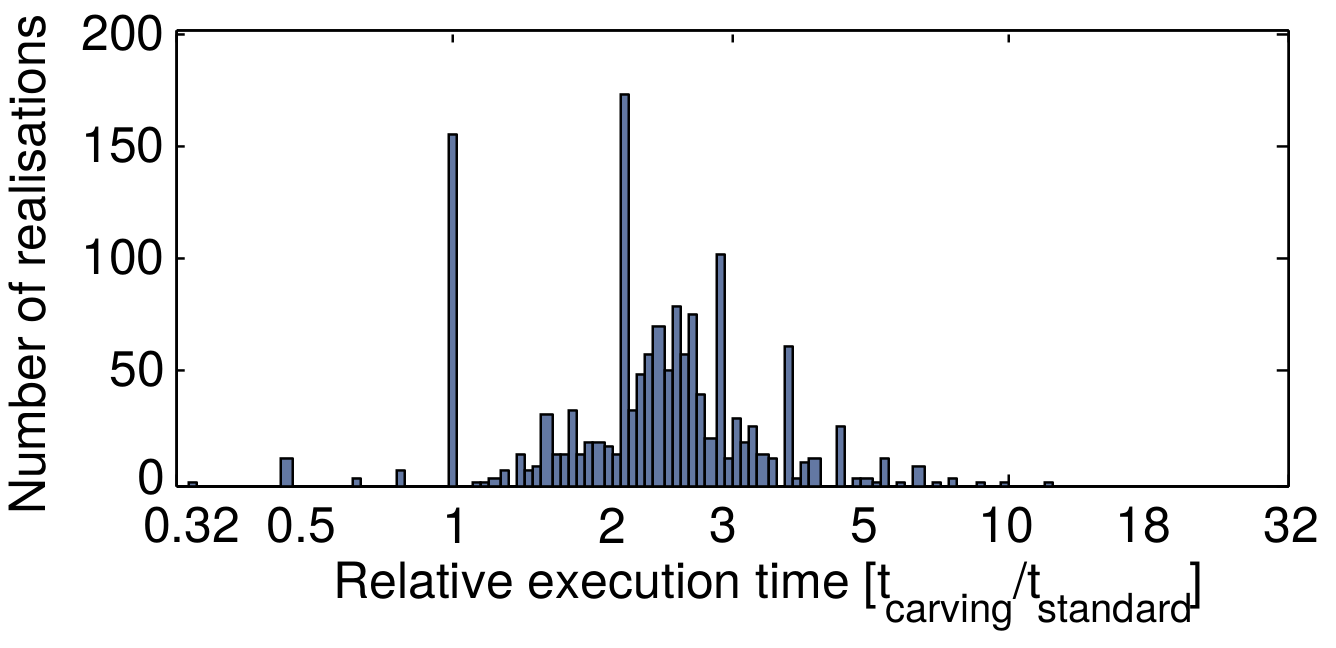 Number of realisations
200
150
100
50
0
0.32 0.5 1 2 3 5 10 18 32
Relative execution time [t_carving/t_standard]